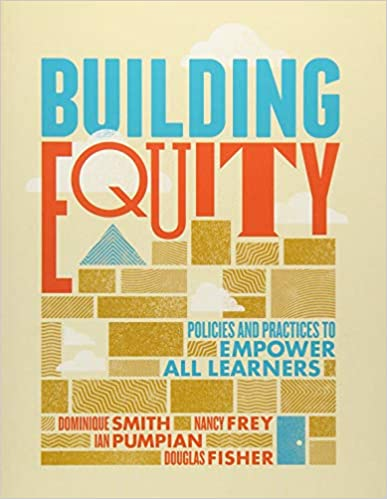 BUILDING
EQUITY
POLICIES AND PRACTICES TO
EMPOWER
ALL LEARNERS
DOMINIQUE SMITH NANCY FREY
IAN PUMPIAN
DOUGLAS FISHER